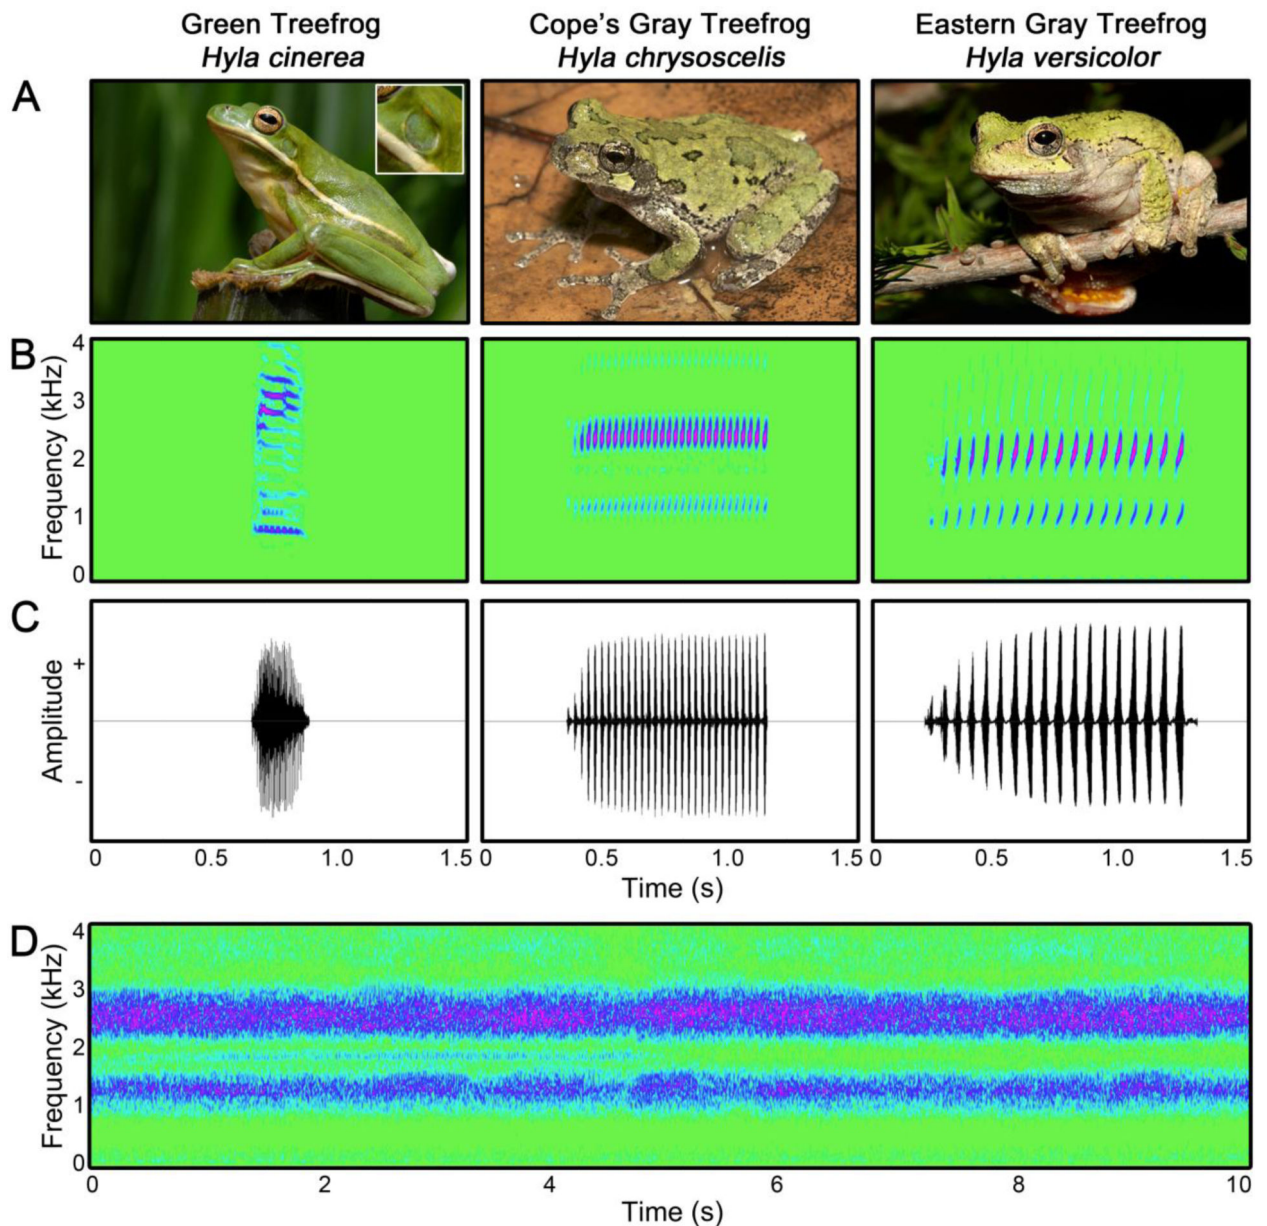 Green Treefrog
Hyla cinerea
Cope's Gray Treefrog
Hyla chrysoscelis
Eastern Gray Treefrog
Hyla versicolor
A
B
Frequency (kHz)
4
3
2
1
0
C
Amplitude
+
-
0 0.5 1.0 1.5
0 0.5 1.0 1.5
0 0.5 1.0 1.5
Time (s)
D
Frequency (kHz)
4
3
2
1
0
0 2 4 6 8 10
Time (s)